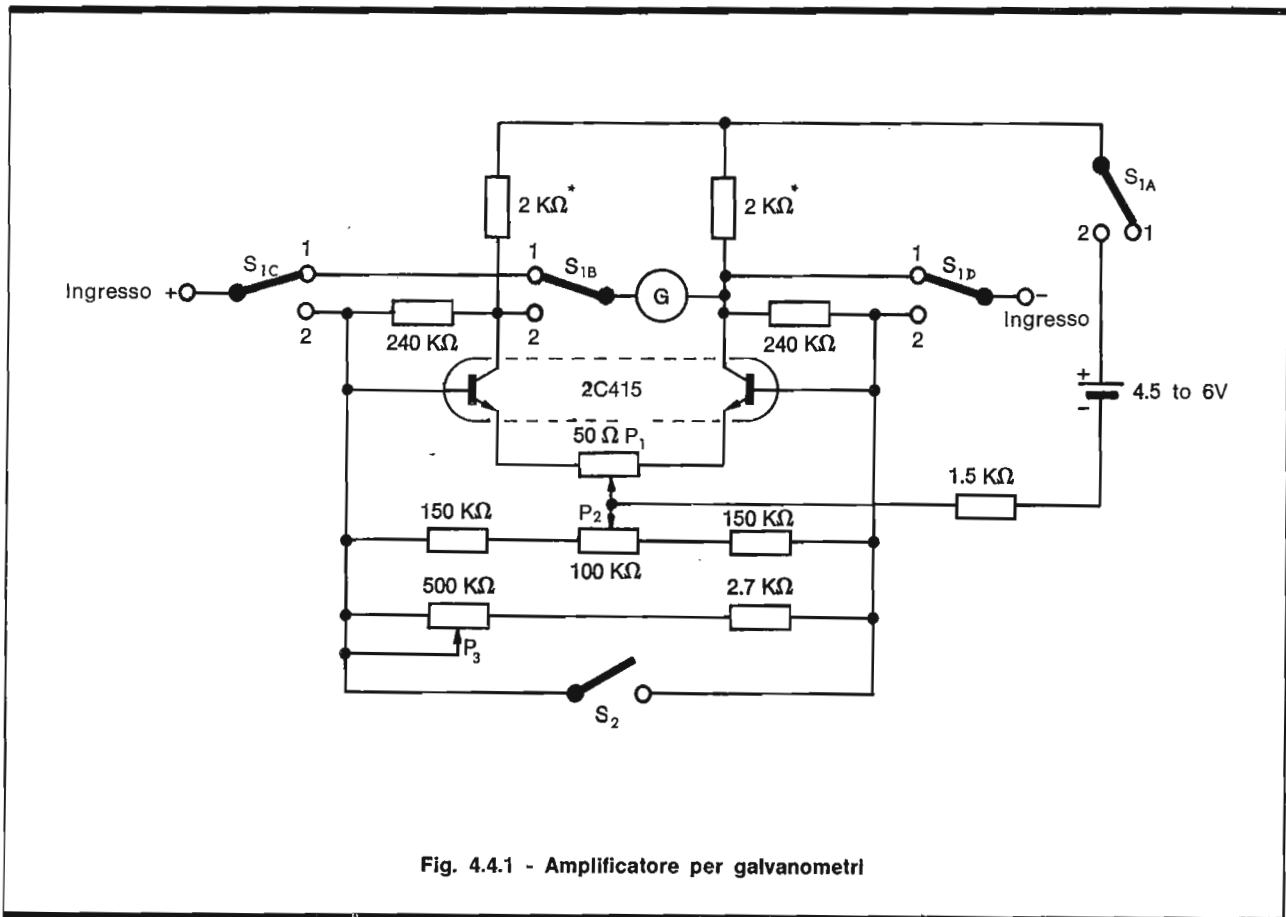 2 KΩ*
2 KΩ*
S1A
2 1
1
S1C
Ingresso +
2
240 KΩ
1
S1B
G
2
1
S1D
-
Ingresso
2
240 KΩ
2C415
+
4.5 to 6V
-
50 Ω P1
1.5 KΩ
150 KΩ
P2
150 KΩ
100 KΩ
500 KΩ
2.7 KΩ
P3
S2
Fig. 4.4.1 - Amplificatore per galvanometri